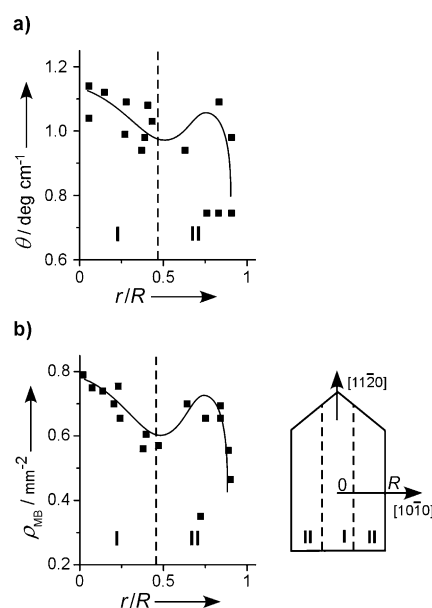 a)
θ / deg cm⁻¹
1.2
1.0
0.8
0.6
I
II
0
0.5
1
r/R
b)
ρMB / mm⁻²
0.8
0.6
0.4
0.2
I
II
0
0.5
1
r/R
[112̄0]
0
R
[101̄0]
II
I
II